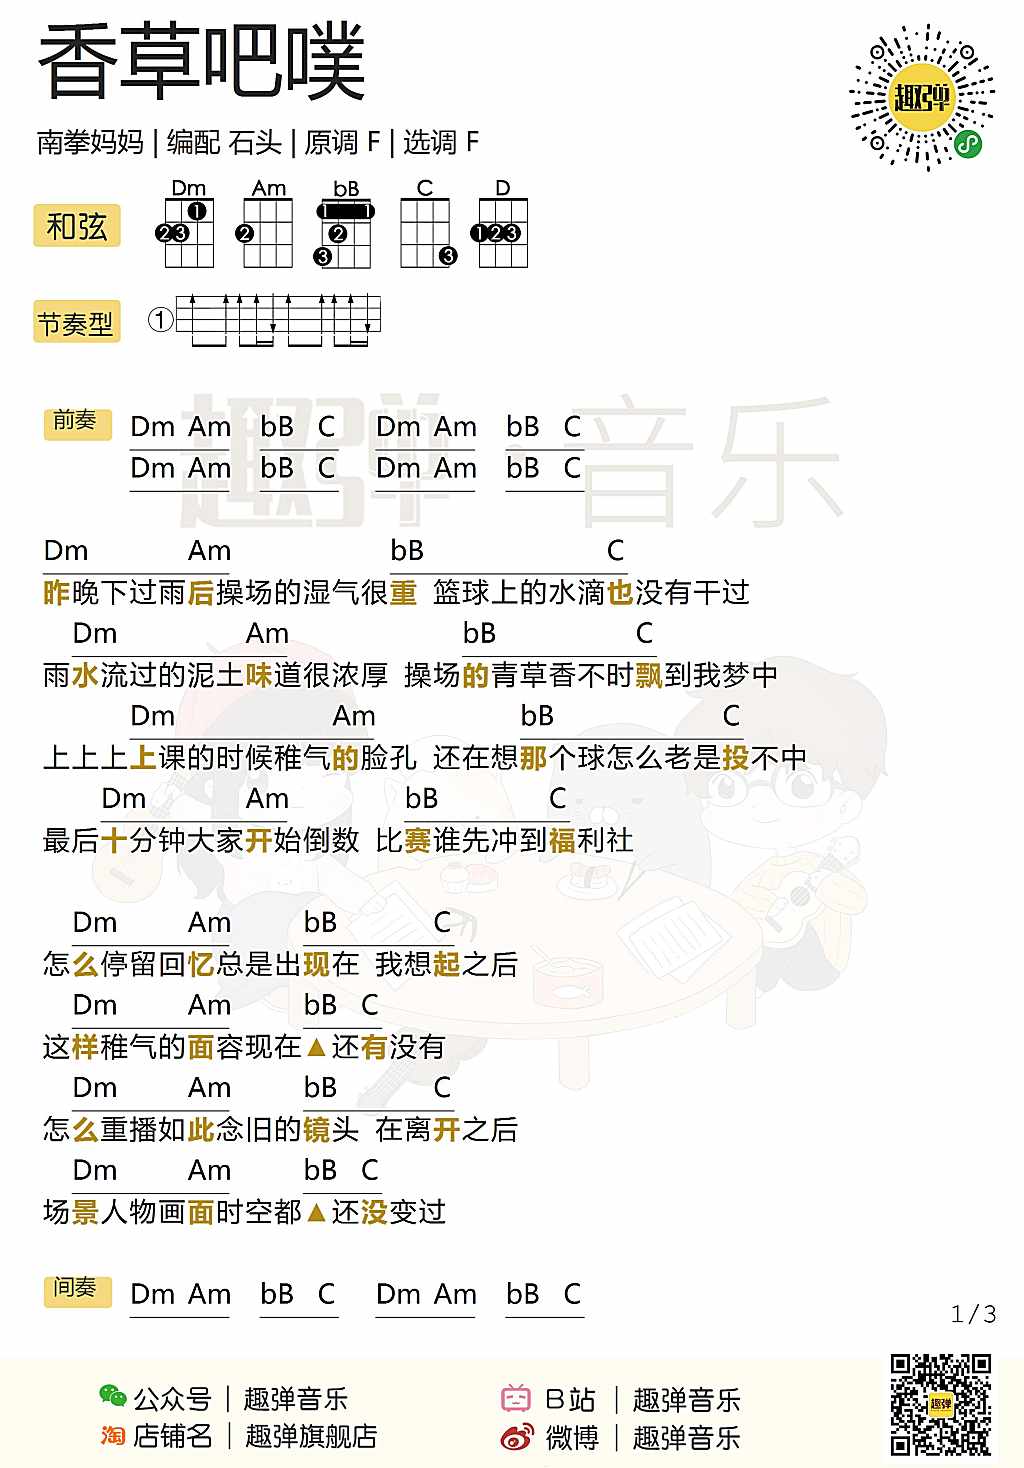 香草吧噗
趣弹
南拳妈妈 | 编配 石头 | 原调 F | 选调 F
和弦
Dm Am bB C D
节奏型 ①
趣弹·音乐
前奏 Dm Am bB C Dm Am bB C
Dm Am bB C Dm Am bB C
Dm Am bB C
昨晚下过雨后操场的湿气很重 篮球上的水滴也没有干过
Dm Am bB C
雨水流过的泥土味道很浓厚 操场的青草香不时飘到我梦中
Dm Am bB C
上上上上课的时候稚气的脸孔 还在想那个球怎么老是投不中
Dm Am bB C
最后十分钟大家开始倒数 比赛谁先冲到福利社
Dm Am bB C
怎么停留回忆总是出现在 我想起之后
Dm Am bB C
这样稚气的面容现在▲还有没有
Dm Am bB C
怎么重播如此念旧的镜头 在离开之后
Dm Am bB C
场景人物画面时空都▲还没变过
间奏 Dm Am bB C Dm Am bB C
1/3
公众号 | 趣弹音乐
B站 | 趣弹音乐
淘 店铺名 | 趣弹旗舰店
微博 | 趣弹音乐
趣弹